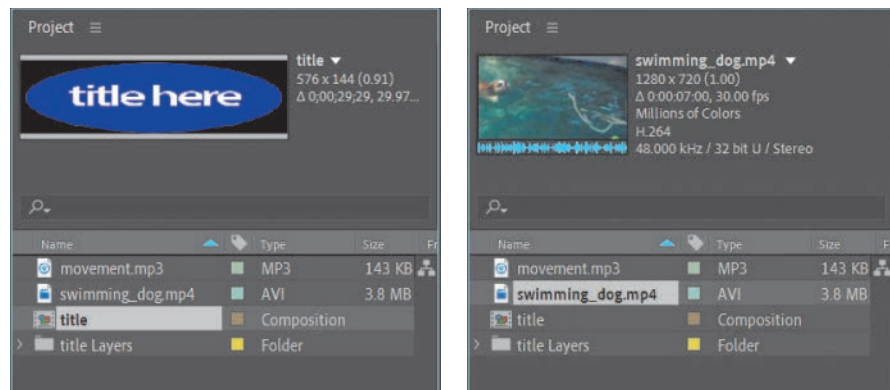 Project
title
576 x 144 (0.91)
Δ 0;00;29;29, 29.97...
title here
Name Type Size Fr
movement.mp3 MP3 143 KB
swimming_dog.mp4 AVI 3.8 MB
title Composition
title Layers Folder
Project
swimming_dog.mp4
1280 x 720 (1.00)
Δ 0:00:07:00, 30.00 fps
Millions of Colors
H.264
48.000 kHz / 32 bit U / Stereo
Name Type Size F
movement.mp3 MP3 143 KB
swimming_dog.mp4 AVI 3.8 MB
title Composition
title Layers Folder